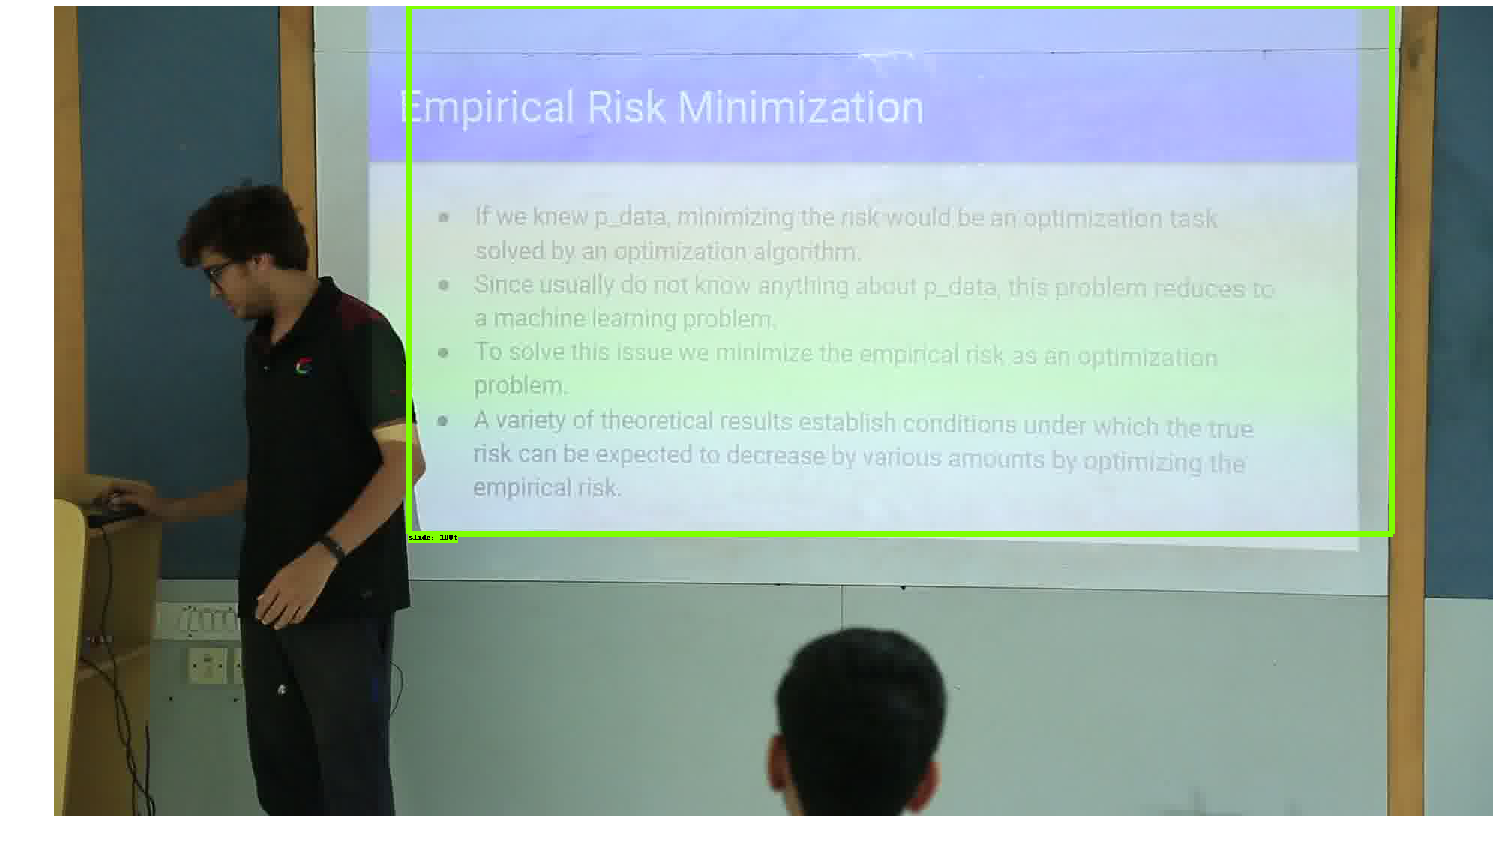 Empirical Risk Minimization
● If we knew p_data, minimizing the risk would be an optimization task
solved by an optimization algorithm.
● Since usually do not know anything about p_data, this problem reduces to
a machine learning problem.
● To solve this issue we minimize the empirical risk as an optimization
problem.
● A variety of theoretical results establish conditions under which the true
risk can be expected to decrease by various amounts by optimizing the
empirical risk.
slide: